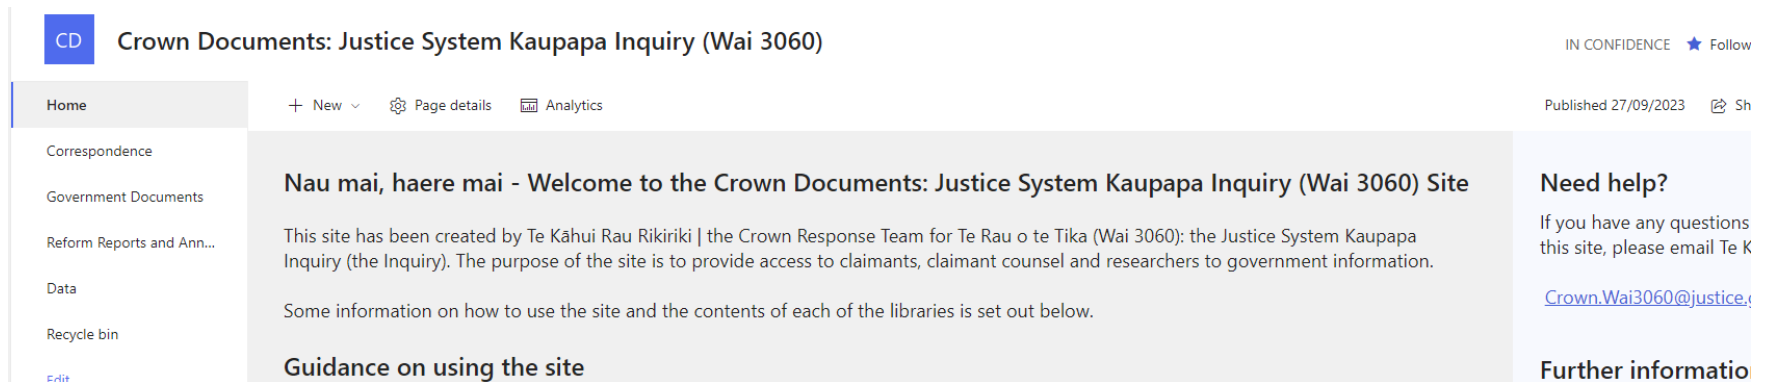 CD
Crown Documents: Justice System Kaupapa Inquiry (Wai 3060)
IN CONFIDENCE
Follow
Home
Correspondence
Government Documents
Reform Reports and Ann...
Data
Recycle bin
Edit
New
Page details
Analytics
Published 27/09/2023
Nau mai, haere mai - Welcome to the Crown Documents: Justice System Kaupapa Inquiry (Wai 3060) Site
This site has been created by Te Kāhui Rau Rikiriki | the Crown Response Team for Te Rau o te Tika (Wai 3060): the Justice System Kaupapa
Inquiry (the Inquiry). The purpose of the site is to provide access to claimants, claimant counsel and researchers to government information.
Some information on how to use the site and the contents of each of the libraries is set out below.
Guidance on using the site
Need help?
If you have any questions
this site, please email Te
Crown.Wai3060@justice.
Further